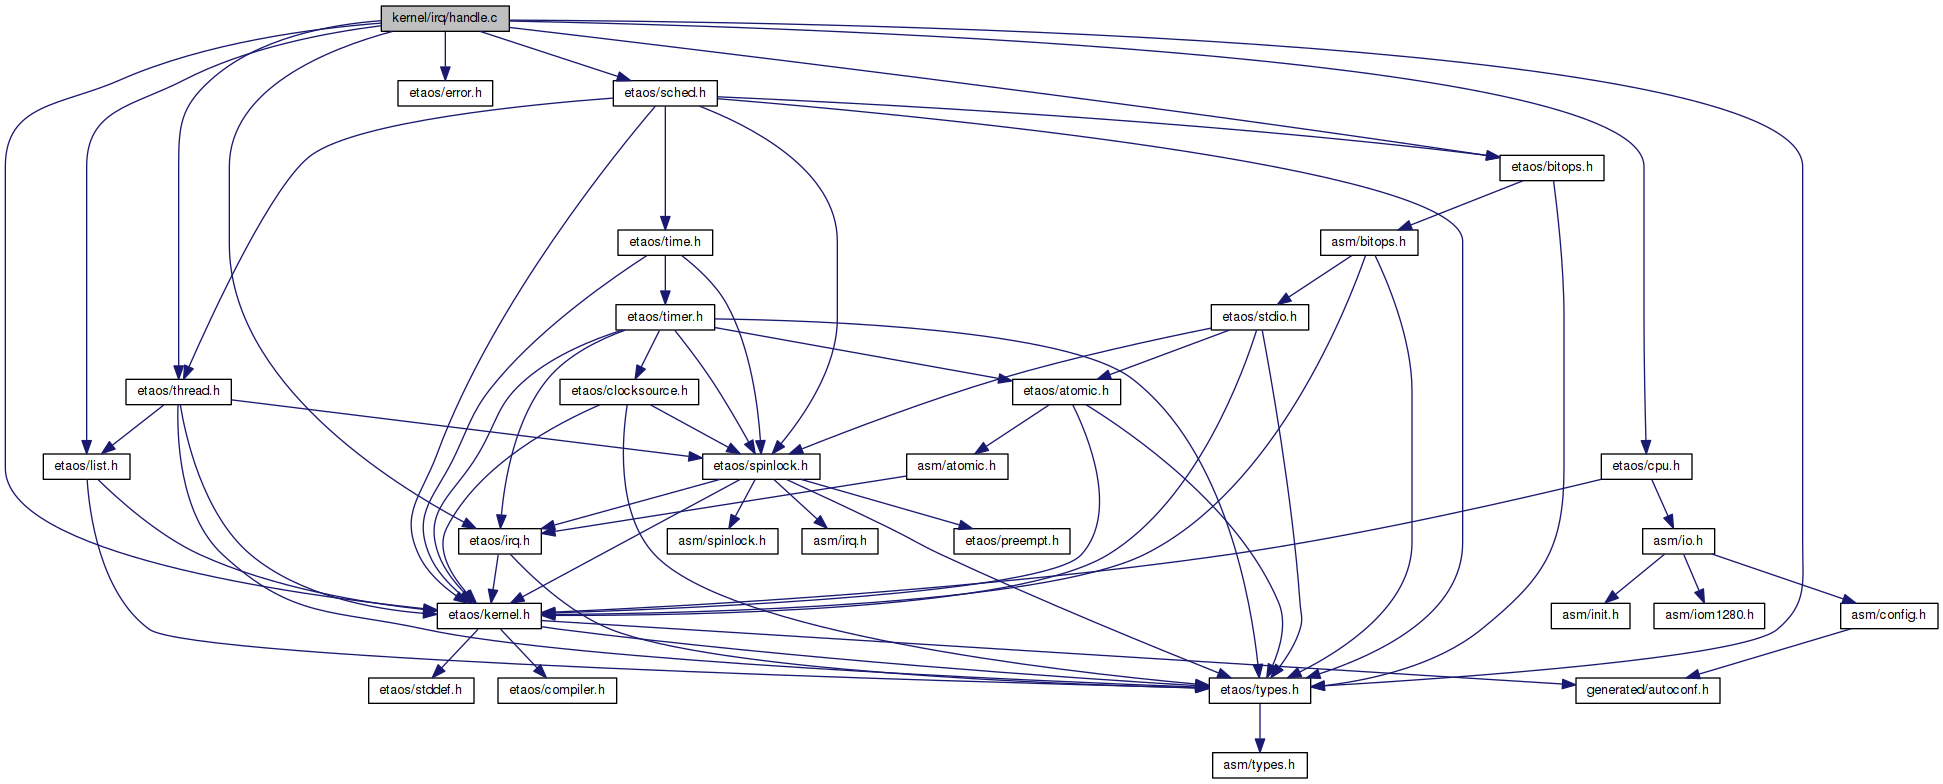 kernel/irq/handle.c
etaos/error.h
etaos/sched.h
etaos/bitops.h
etaos/time.h
asm/bitops.h
etaos/timer.h
etaos/stdio.h
etaos/thread.h
etaos/clocksource.h
etaos/atomic.h
etaos/list.h
etaos/spinlock.h
asm/atomic.h
etaos/cpu.h
etaos/irq.h
asm/spinlock.h
asm/irq.h
etaos/preempt.h
asm/io.h
etaos/kernel.h
asm/init.h
asm/iom1280.h
asm/config.h
etaos/stddef.h
etaos/compiler.h
etaos/types.h
generated/autoconf.h
asm/types.h